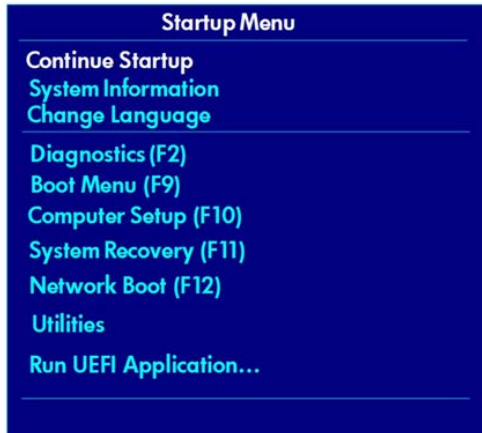 Startup Menu
Continue Startup
System Information
Change Language
Diagnostics (F2)
Boot Menu (F9)
Computer Setup (F10)
System Recovery (F11)
Network Boot (F12)
Utilities
Run UEFI Application...